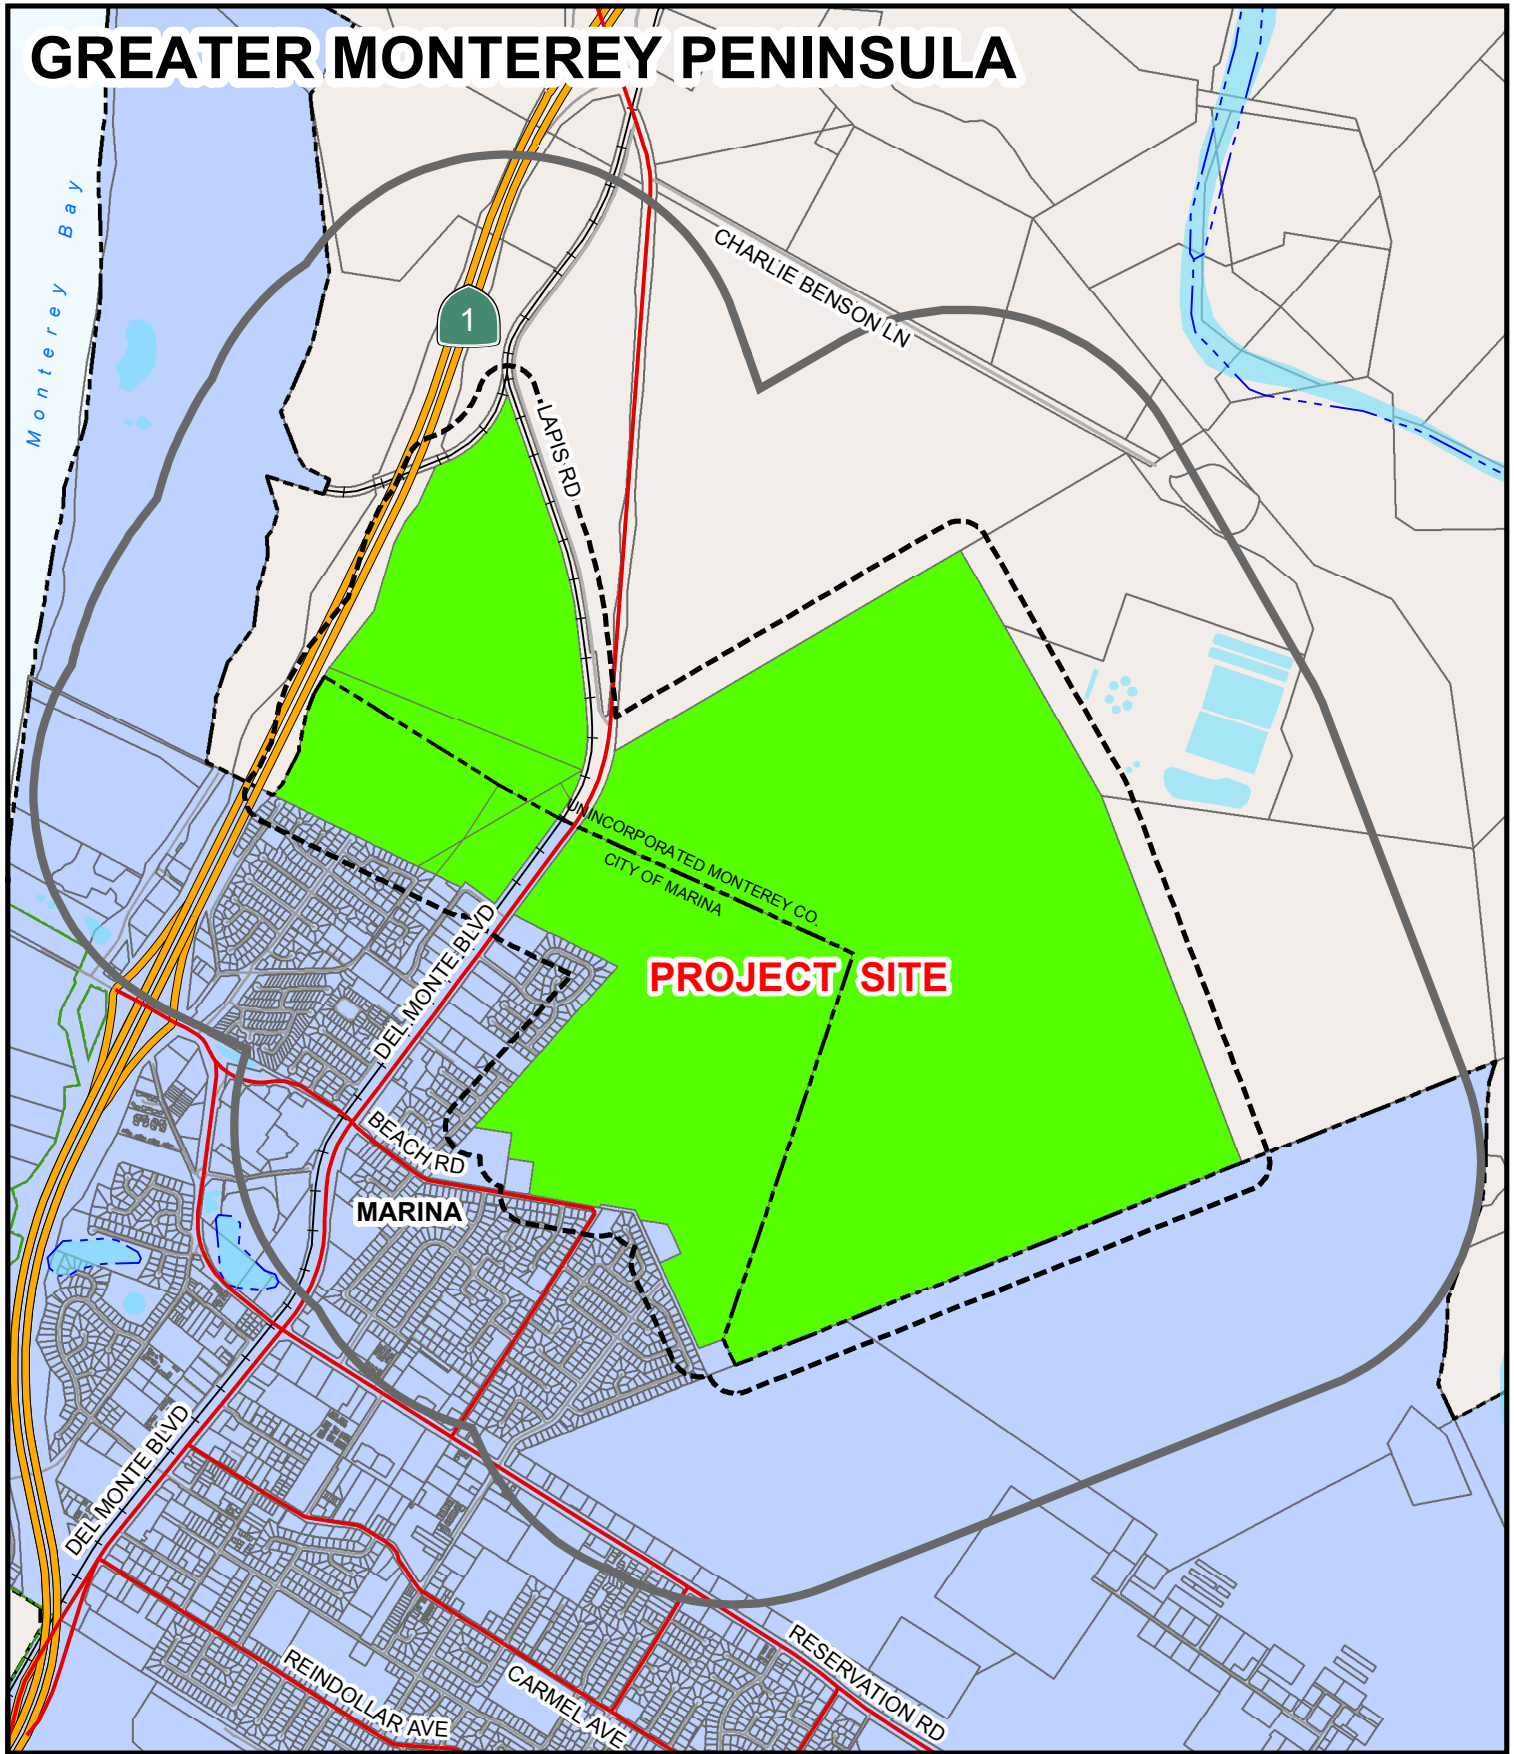 GREATER MONTEREY PENINSULA
Monterey Bay
CHARLIE BENSON LN
1
LAPIS RD
UNINCORPORATED MONTEREY CO.
CITY OF MARINA
PROJECT SITE
DEL MONTE BLVD
BEACH RD
MARINA
DEL MONTE BLVD
RESERVATION RD
REINDOLLAR AVE
CARMEL AVE